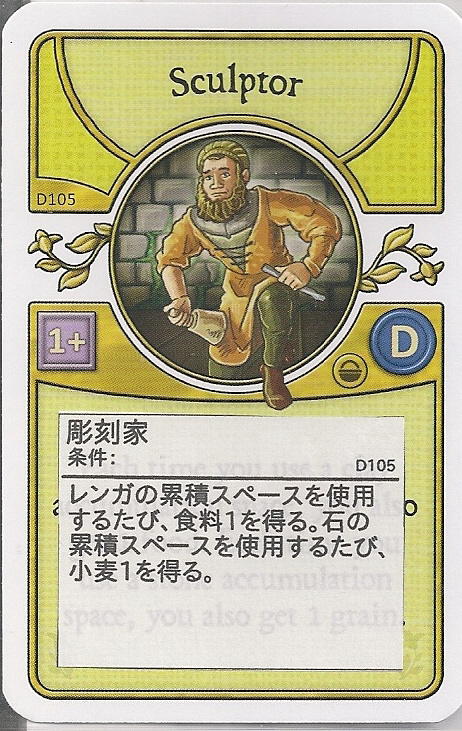 Sculptor
D105
1+
D
彫刻家
条件:
D105
レンガの累積スペースを使用
するたび、食料1を得る。石の
累積スペースを使用するたび、
小麦1を得る。
time you use a
accumulation
space, you also get 1 grain.